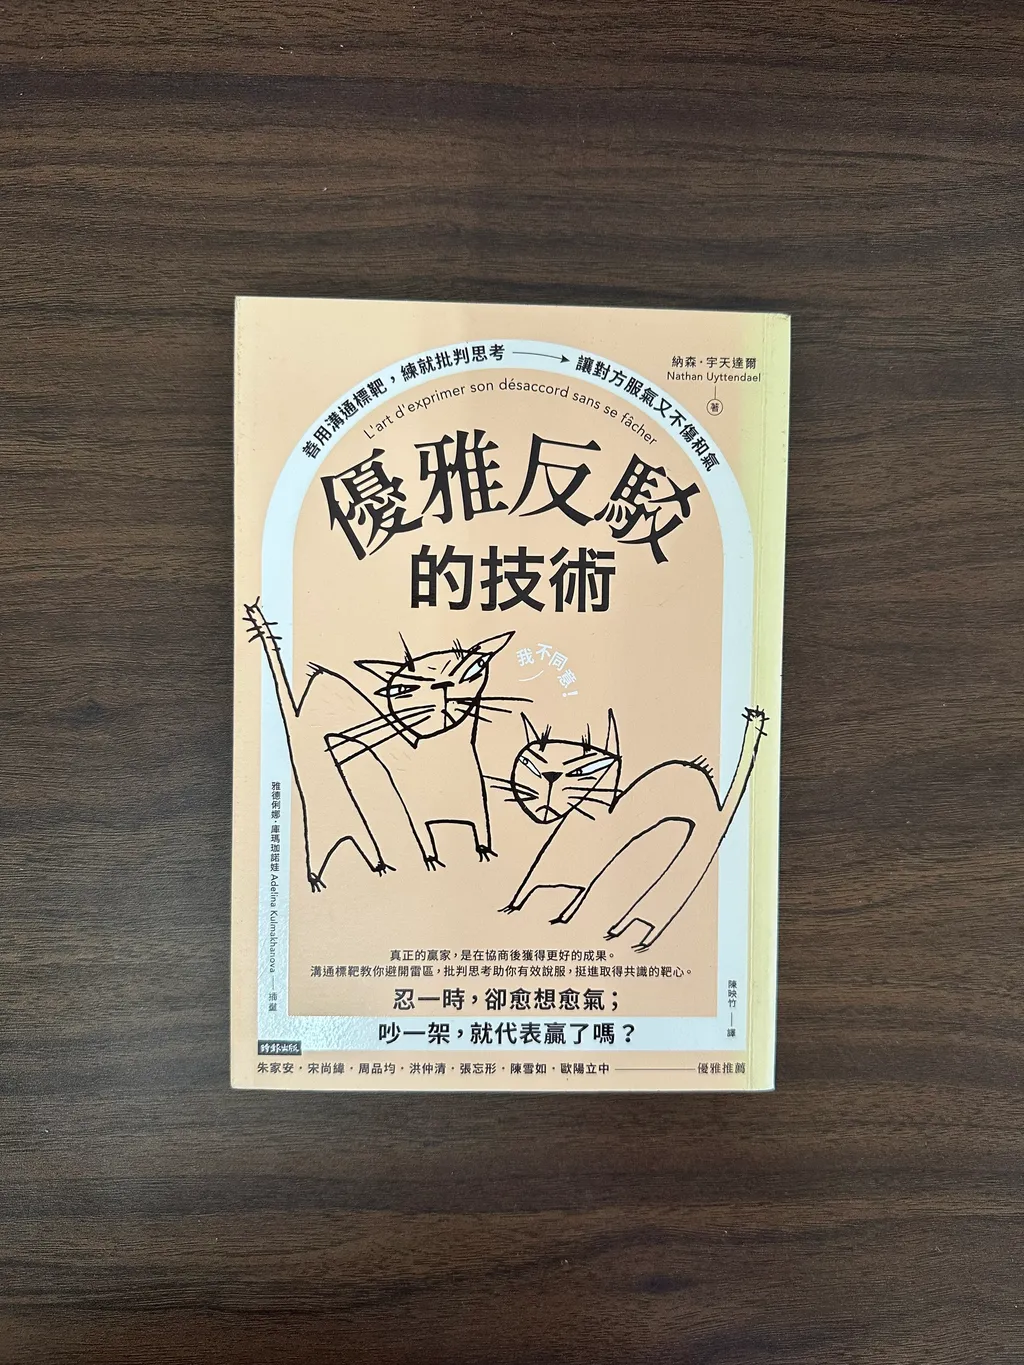 善用溝通標靶，練就批判思考 → 讓對方服氣又不傷和氣
L'art d'exprimer son désaccord sans se fâcher
納森・宇天達爾
Nathan Uyttendael
著
優雅反駁
的技術
我不同意！
雅德俐娜・庫瑪珈諾娃 Adelina Kulmakhanova — 插畫
陳映竹 — 譯
真正的贏家，是在協商後獲得更好的成果。
溝通標靶教你避開雷區，批判思考助你有效說服，挺進取得共識的靶心。
忍一時，卻愈想愈氣；
吵一架，就代表贏了嗎？
時報出版
朱家安・宋尚緯・周品均・洪仲清・張忘形・陳雪如・歐陽立中 — 優雅推薦